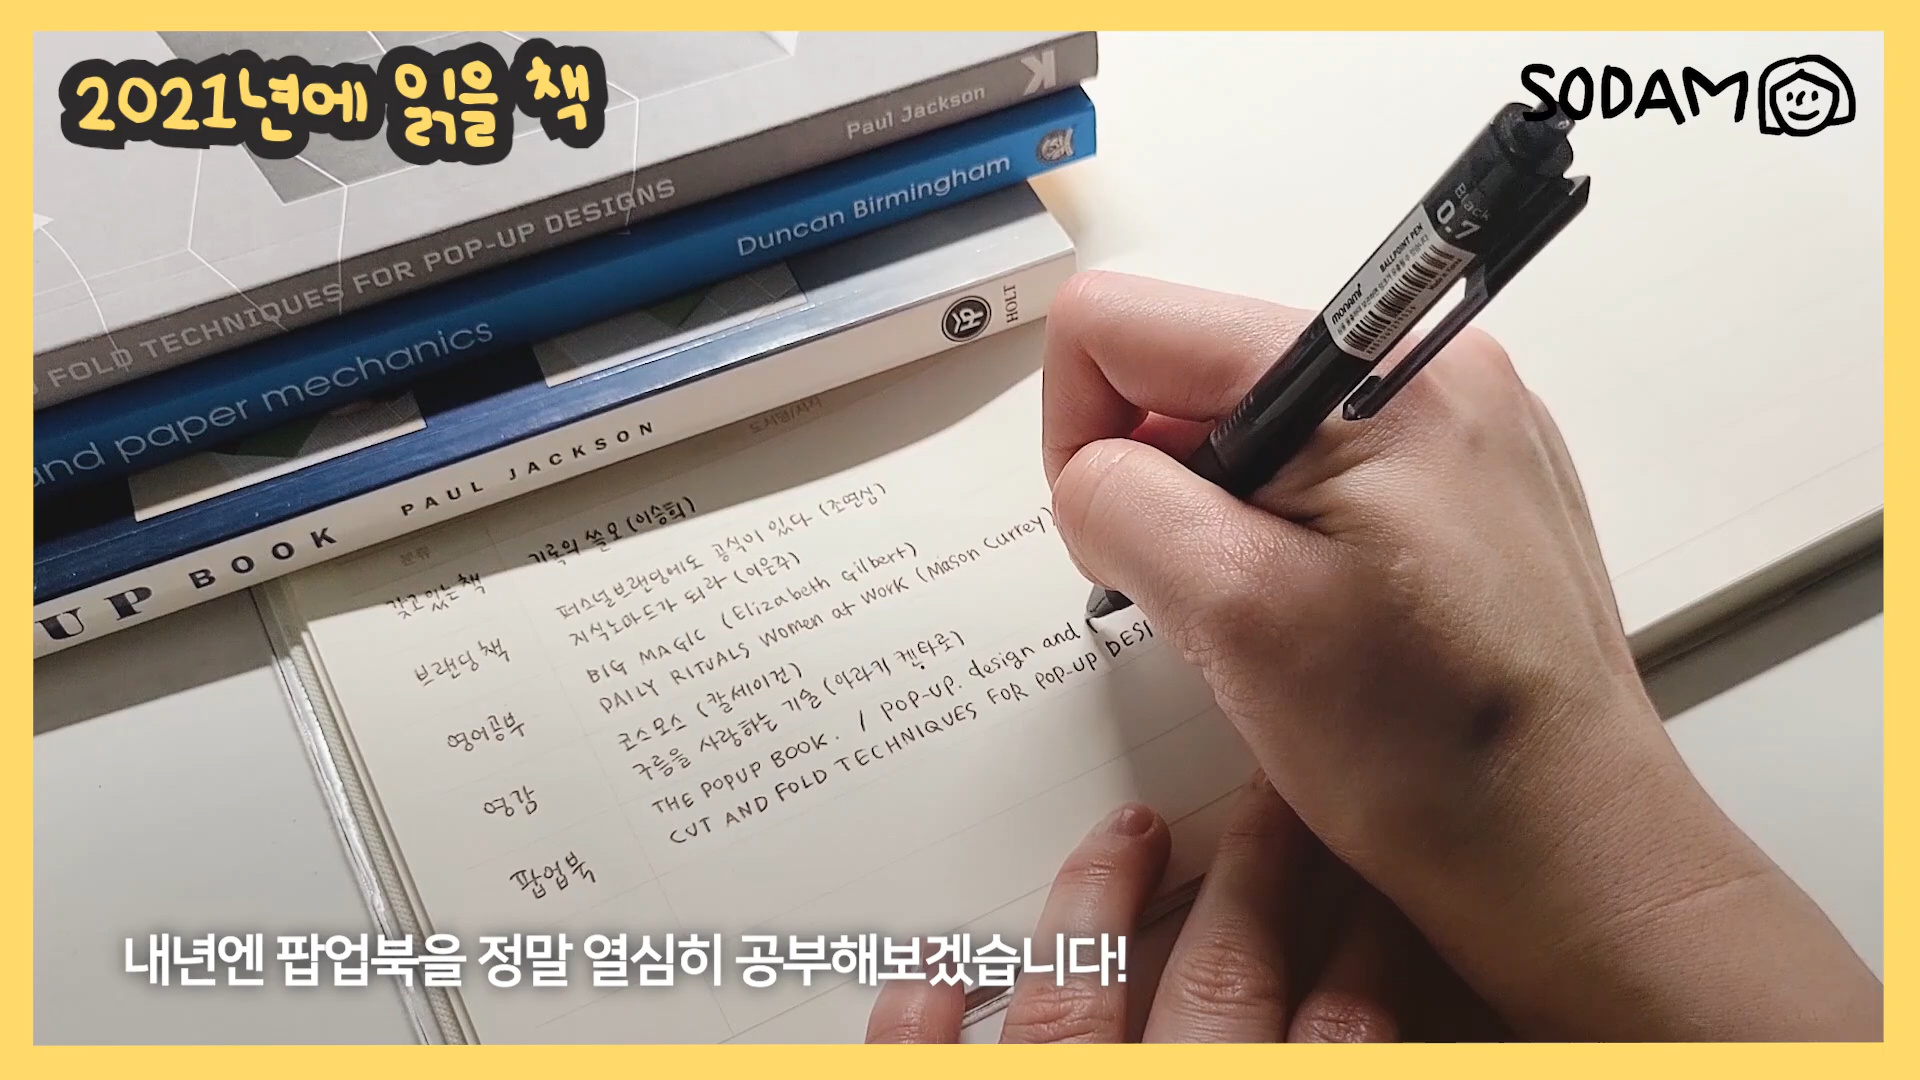 2021년에 읽을 책
SODAM
K
Paul Jackson
FOLD TECHNIQUES FOR POP-UP DESIGNS
Duncan Birmingham
and paper mechanics
HOLT
UP BOOK PAUL JACKSON
Black
0.7
BALLPOINT PEN
monami
분류
갖고있는책 기록의 쓸모 (이승희)
브랜딩책 퍼스널브랜딩에도 공식이 있다 (조연심)
지식노마드가 되라 (이은주)
영어공부 BIG MAGIC (Elizabeth Gilbert)
DAILY RITUALS Women at Work (Mason Currey)
영감 코스모스 (칼세이건)
구름을 사랑하는 기술 (아라키 켄타로)
팝업북 THE POPUP BOOK. / POP-UP. design and
CUT AND FOLD TECHNIQUES FOR POP-UP DESI
내년엔 팝업북을 정말 열심히 공부해보겠습니다!